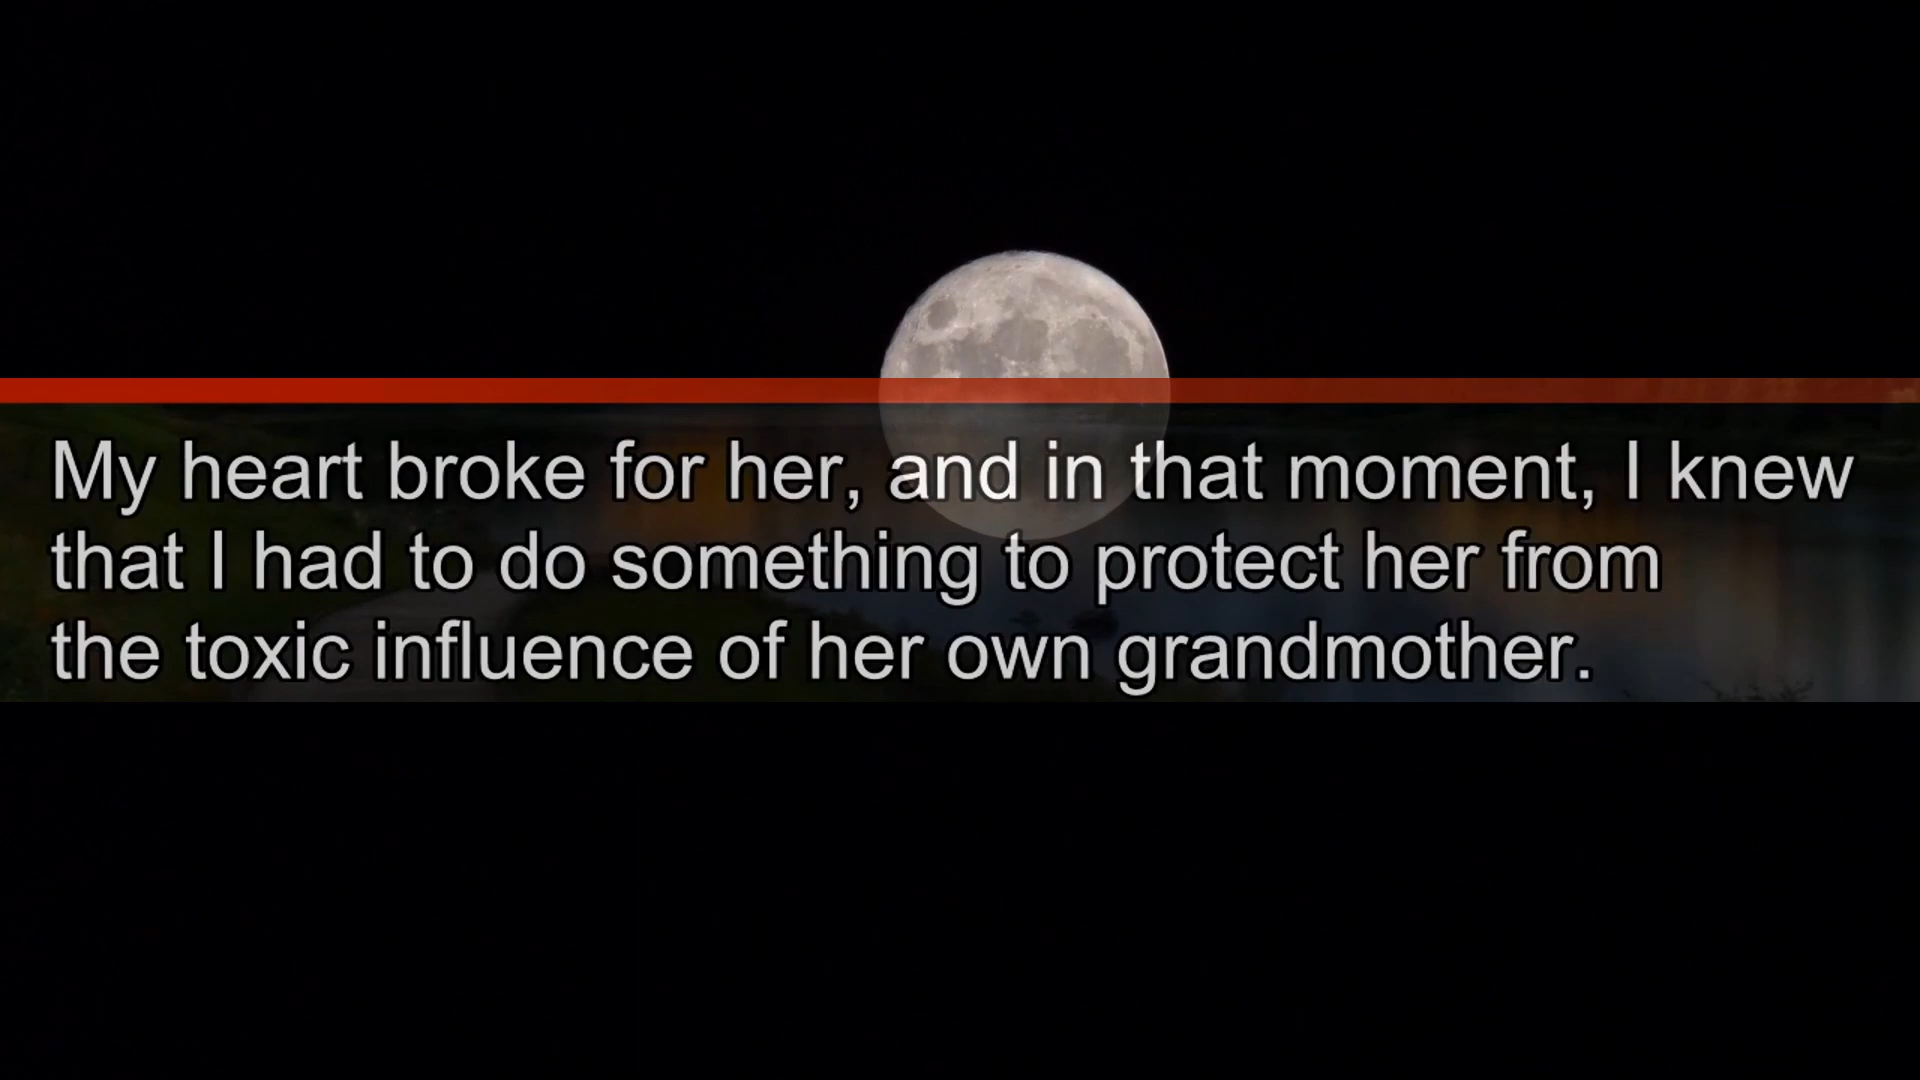 My heart broke for her, and in that moment, I knew
that I had to do something to protect her from
the toxic influence of her own grandmother.